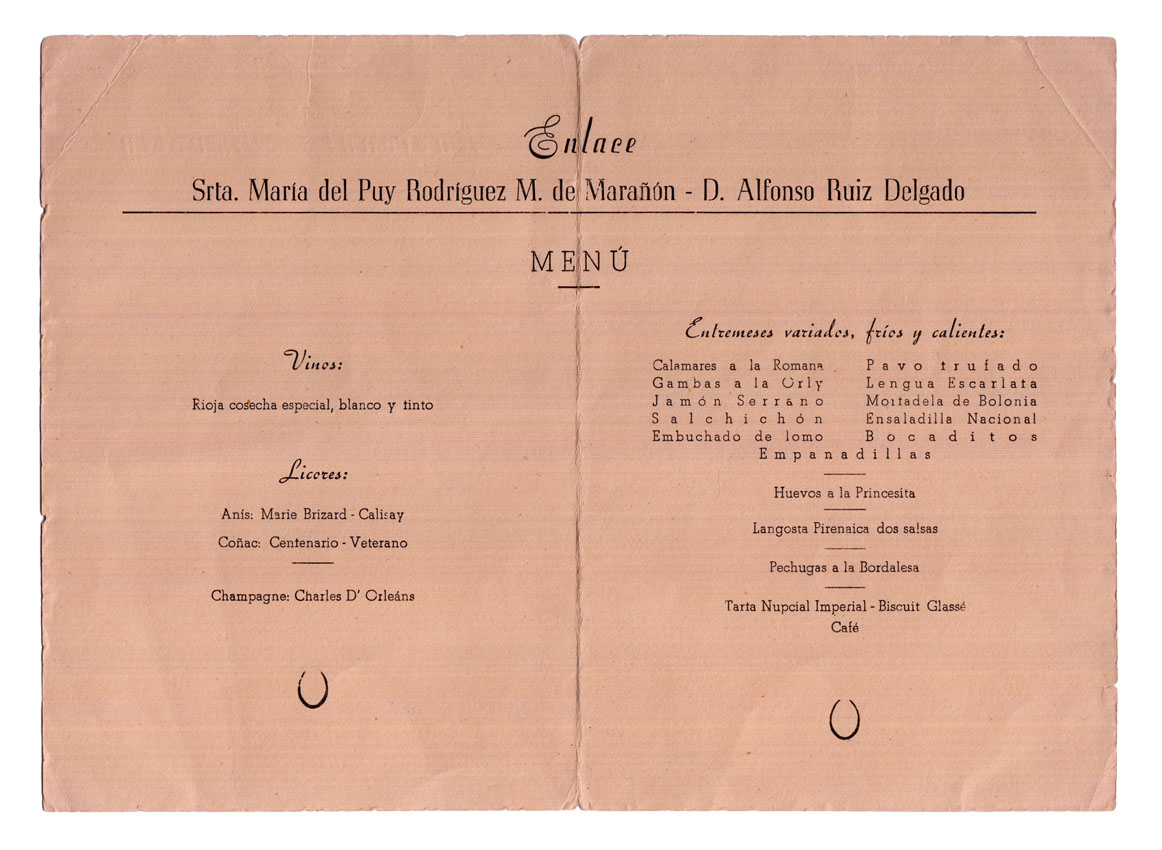 Enlace
Srta. María del Puy Rodríguez M. de Marañón - D. Alfonso Ruiz Delgado
MENÚ
Vinos:
Rioja cosecha especial, blanco y tinto
Licores:
Anís: Marie Brizard - Calisay
Coñac: Centenario - Veterano
Champagne: Charles D' Orleáns
Entremeses variados, fríos y calientes:
Calamares a la Romana
Gambas a la Orly
Jamón Serrano
Salchichón
Embuchado de lomo
Pavo trufado
Lengua Escarlata
Mortadela de Bolonia
Ensaladilla Nacional
Bocaditos
Empanadillas
Huevos a la Princesita
Langosta Pirenaica dos salsas
Pechugas a la Bordalesa
Tarta Nupcial Imperial - Biscuit Glassé
Café